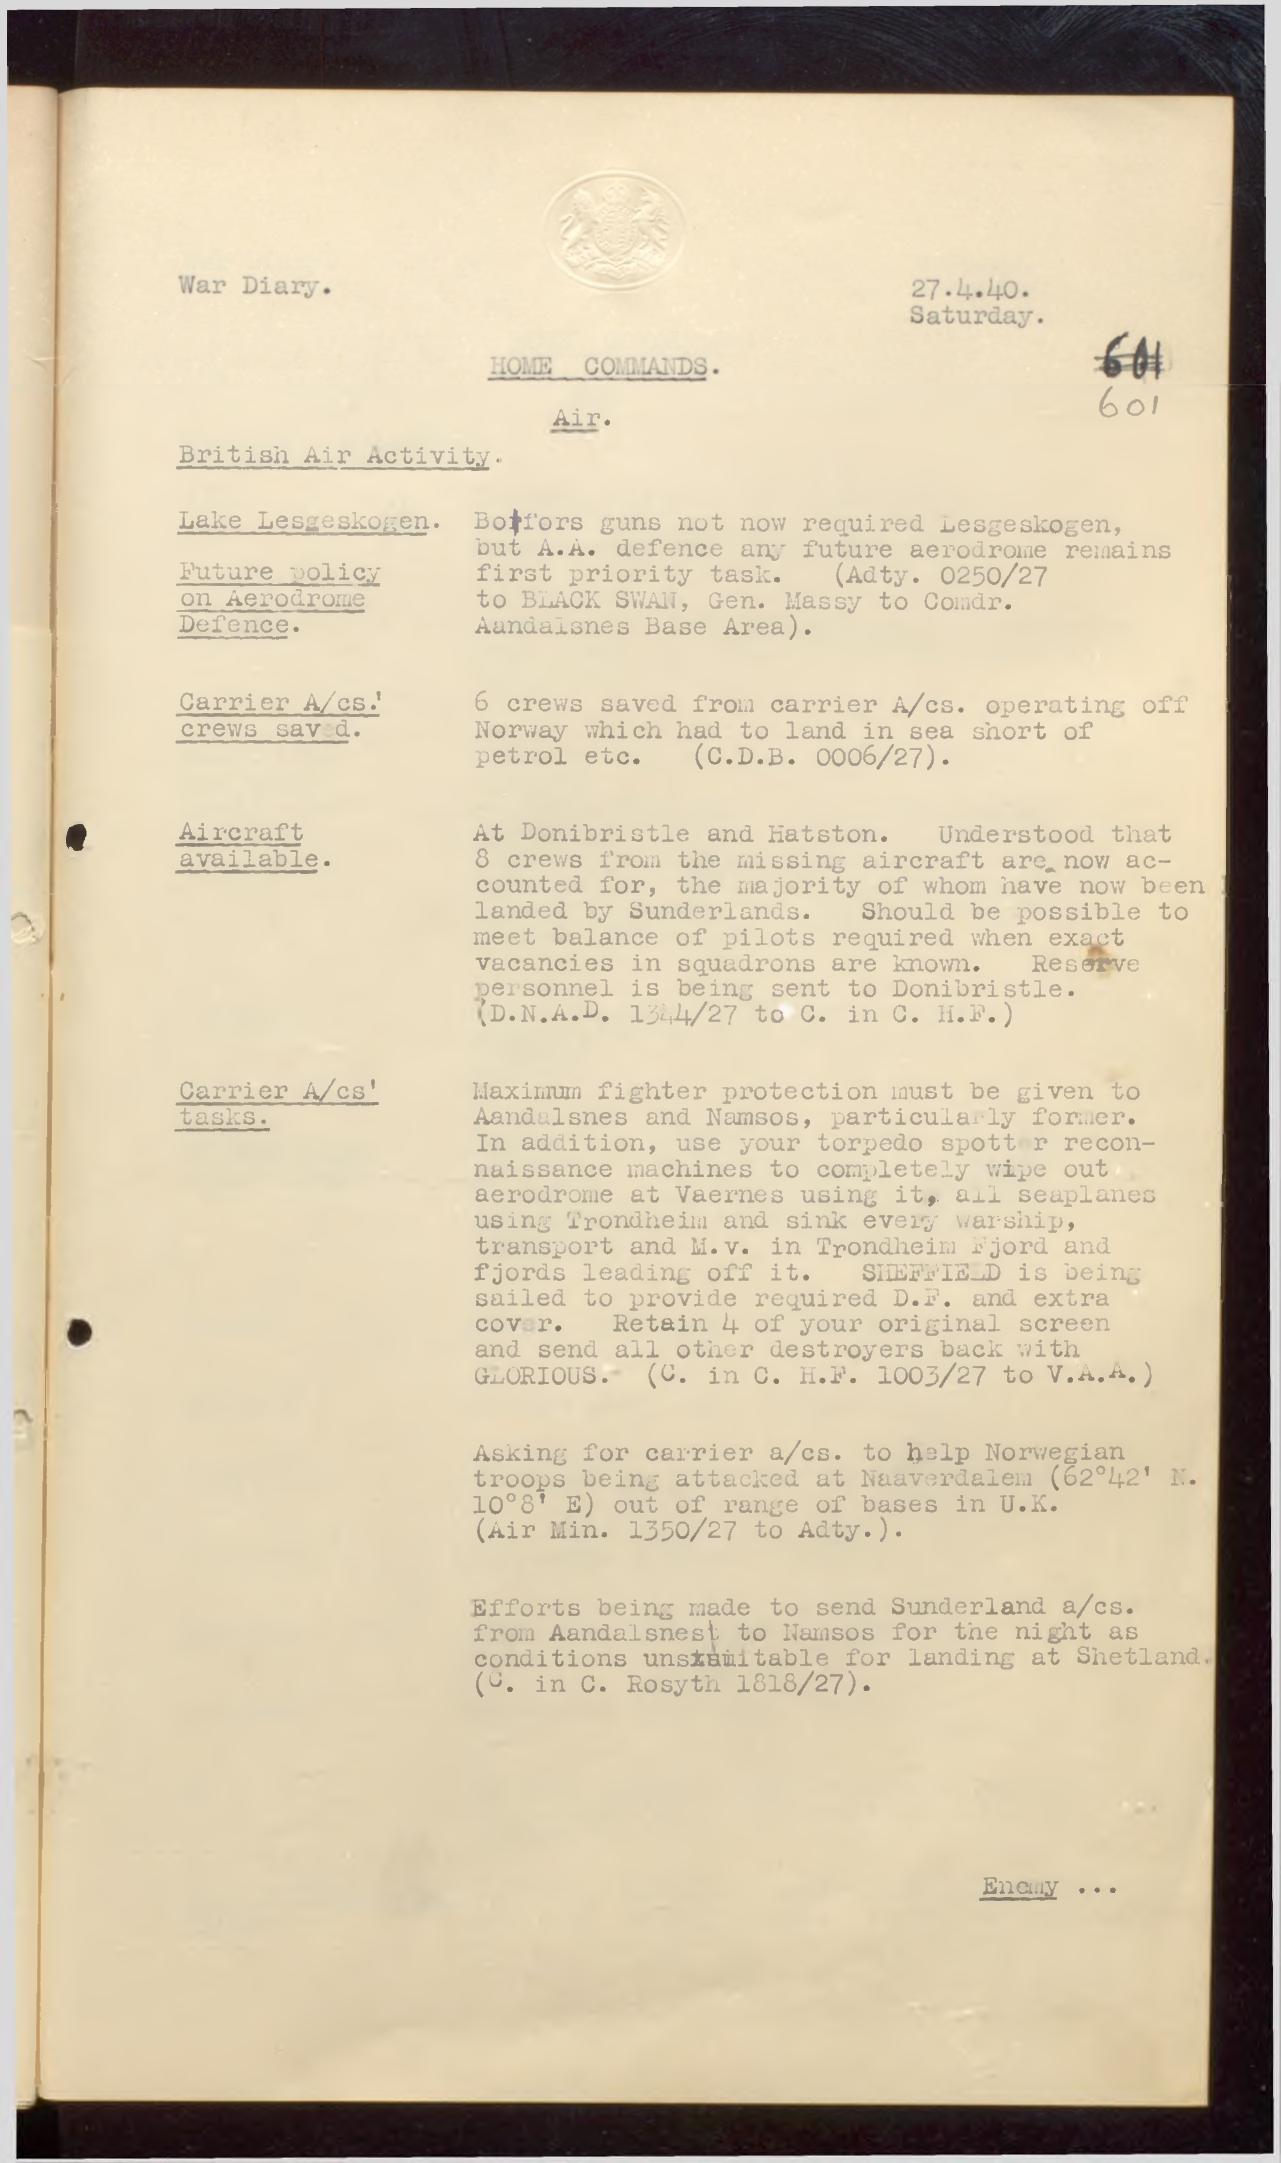 War Diary.
27.4.40.
Saturday.
601
601
HOME COMMANDS.
Air.
British Air Activity.
Lake Lesgeskogen.
Future policy
on Aerodrome
Defence.
Boffors guns not now required Lesgeskogen,
but A.A. defence any future aerodrome remains
first priority task. (Adty. 0250/27
to BLACK SWAN, Gen. Massy to Comdr.
Aandalsnes Base Area).
Carrier A/cs.'
crews saved.
6 crews saved from carrier A/cs. operating off
Norway which had to land in sea short of
petrol etc. (C.D.B. 0006/27).
Aircraft
available.
At Donibristle and Hatston. Understood that
8 crews from the missing aircraft are now ac-
counted for, the majority of whom have now been
landed by Sunderlands. Should be possible to
meet balance of pilots required when exact
vacancies in squadrons are known. Reserve
personnel is being sent to Donibristle.
(D.N.A.D. 1344/27 to C. in C. H.F.)
Carrier A/cs'
tasks.
Maximum fighter protection must be given to
Aandalsnes and Namsos, particularly former.
In addition, use your torpedo spotter recon-
naissance machines to completely wipe out
aerodrome at Vaernes using it, all seaplanes
using Trondheim and sink every warship,
transport and M.v. in Trondheim Fjord and
fjords leading off it. SHEFFIELD is being
sailed to provide required D.F. and extra
cover. Retain 4 of your original screen
and send all other destroyers back with
GLORIOUS. (C. in C. H.F. 1003/27 to V.A.A.)
Asking for carrier a/cs. to help Norwegian
troops being attacked at Naaverdalem (62°42' N.
10°8' E) out of range of bases in U.K.
(Air Min. 1350/27 to Adty.).
Efforts being made to send Sunderland a/cs.
from Aandalsnes to Namsos for the night as
conditions unsuitable for landing at Shetland.
(C. in C. Rosyth 1818/27).
Enemy ...